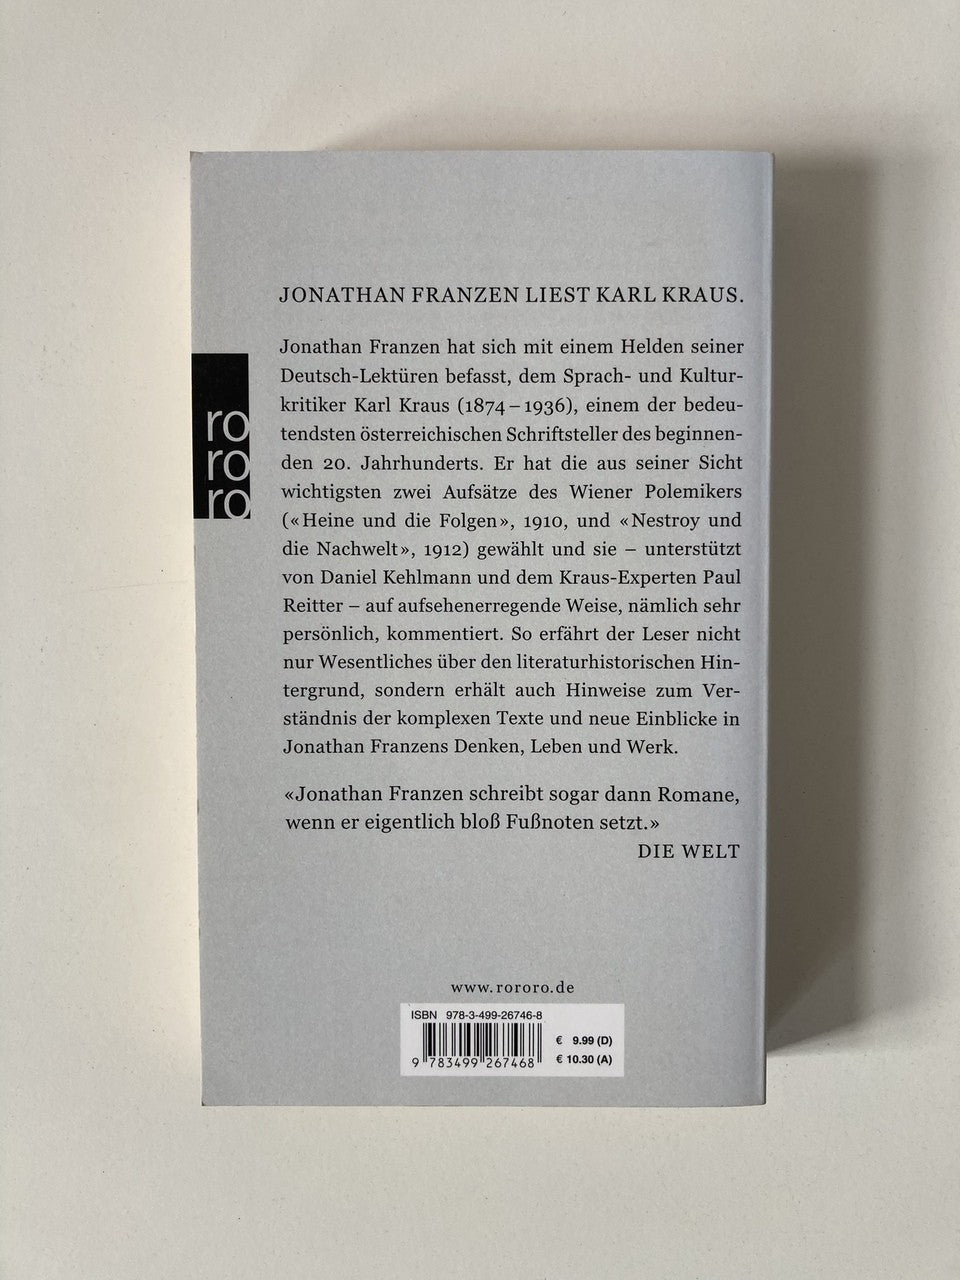 JONATHAN FRANZEN LIEST KARL KRAUS.
Jonathan Franzen hat sich mit einem Helden seiner
Deutsch-Lektüren befasst, dem Sprach- und Kultur-
kritiker Karl Kraus (1874 – 1936), einem der bedeu-
tendsten österreichischen Schriftsteller des beginnen-
den 20. Jahrhunderts. Er hat die aus seiner Sicht
wichtigsten zwei Aufsätze des Wiener Polemikers
(«Heine und die Folgen», 1910, und «Nestroy und
die Nachwelt», 1912) gewählt und sie – unterstützt
von Daniel Kehlmann und dem Kraus-Experten Paul
Reitter – auf aufsehenerregende Weise, nämlich sehr
persönlich, kommentiert. So erfährt der Leser nicht
nur Wesentliches über den literaturhistorischen Hin-
tergrund, sondern erhält auch Hinweise zum Ver-
ständnis der komplexen Texte und neue Einblicke in
Jonathan Franzens Denken, Leben und Werk.
«Jonathan Franzen schreibt sogar dann Romane,
wenn er eigentlich bloß Fußnoten setzt.»
DIE WELT
ro
ro
ro
www.rororo.de
ISBN 978-3-499-26746-8
€ 9.99 (D)
€ 10.30 (A)
9 783499 267468